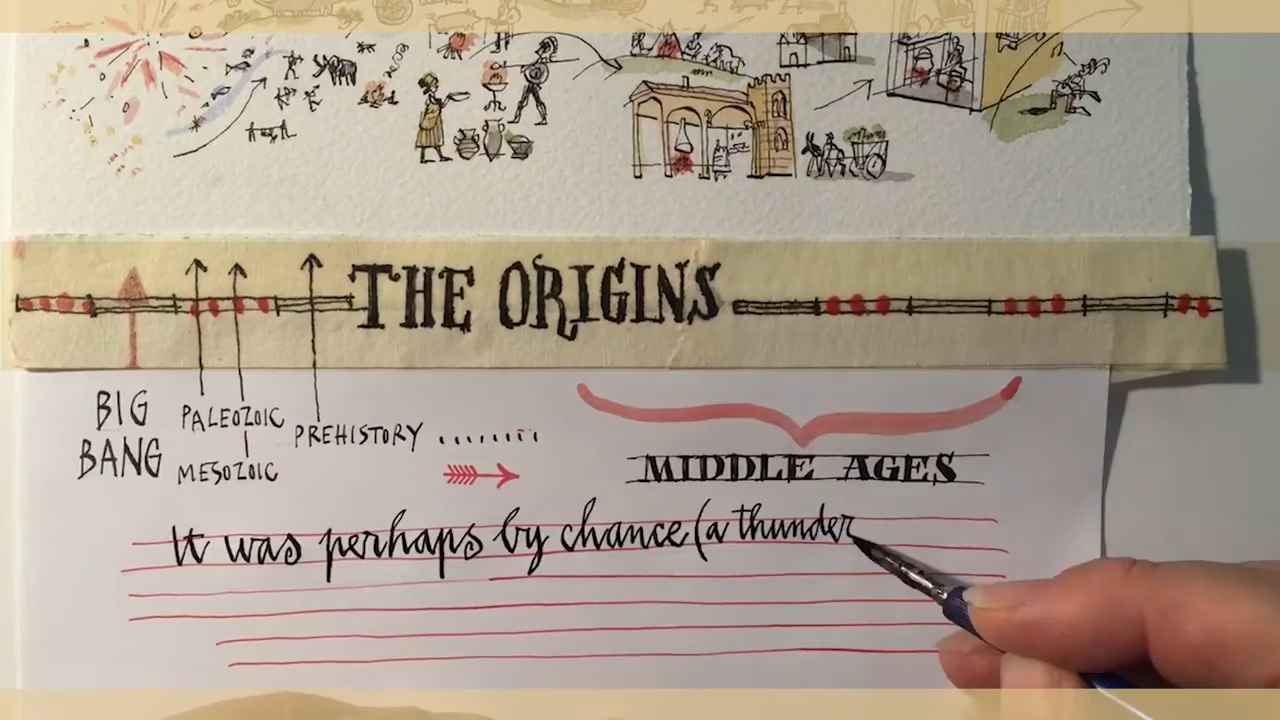 THE ORIGINS
BIG
BANG
PALEOZOIC
MESOZOIC
PREHISTORY ........
MIDDLE AGES
It was perhaps by chance (a thunder